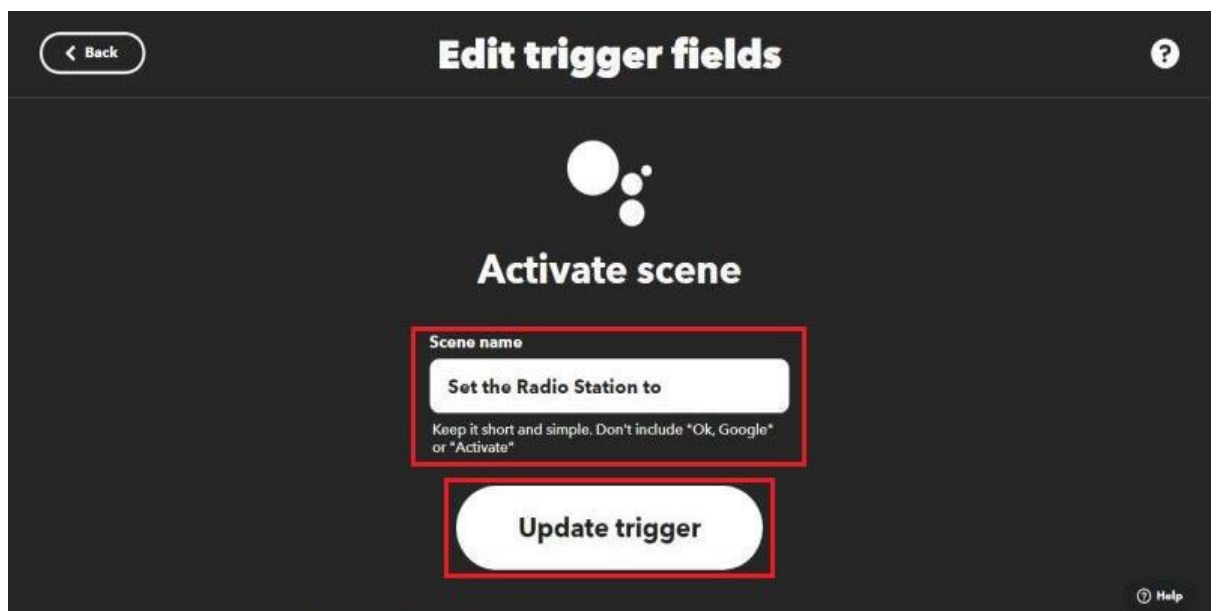 Back
Edit trigger fields
?
Activate scene
Scene name
Set the Radio Station to
Keep it short and simple. Don't include "Ok, Google"
or "Activate"
Update trigger
? Help